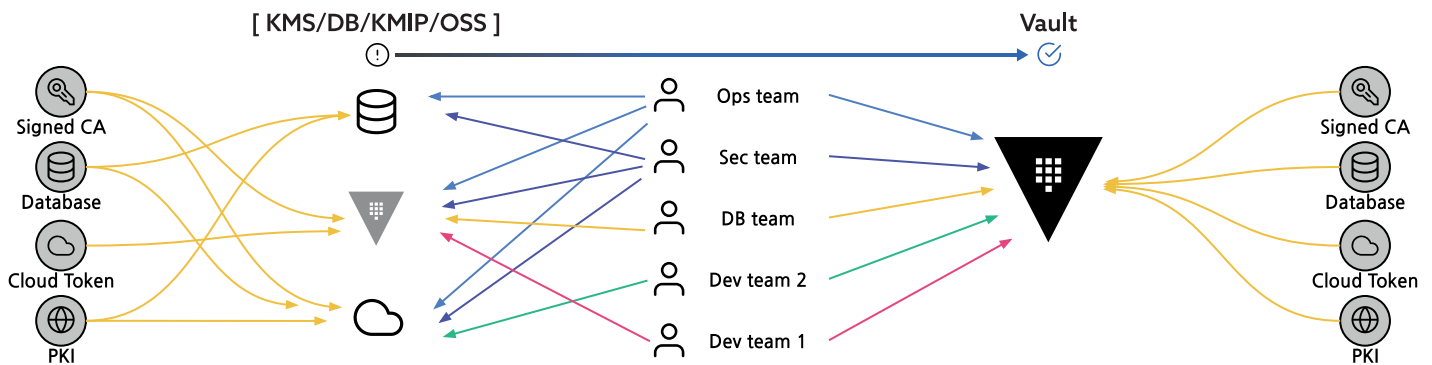 [ KMS/DB/KMIP/OSS ]
Vault
Signed CA
Database
Cloud Token
PKI
Ops team
Sec team
DB team
Dev team 2
Dev team 1
Signed CA
Database
Cloud Token
PKI